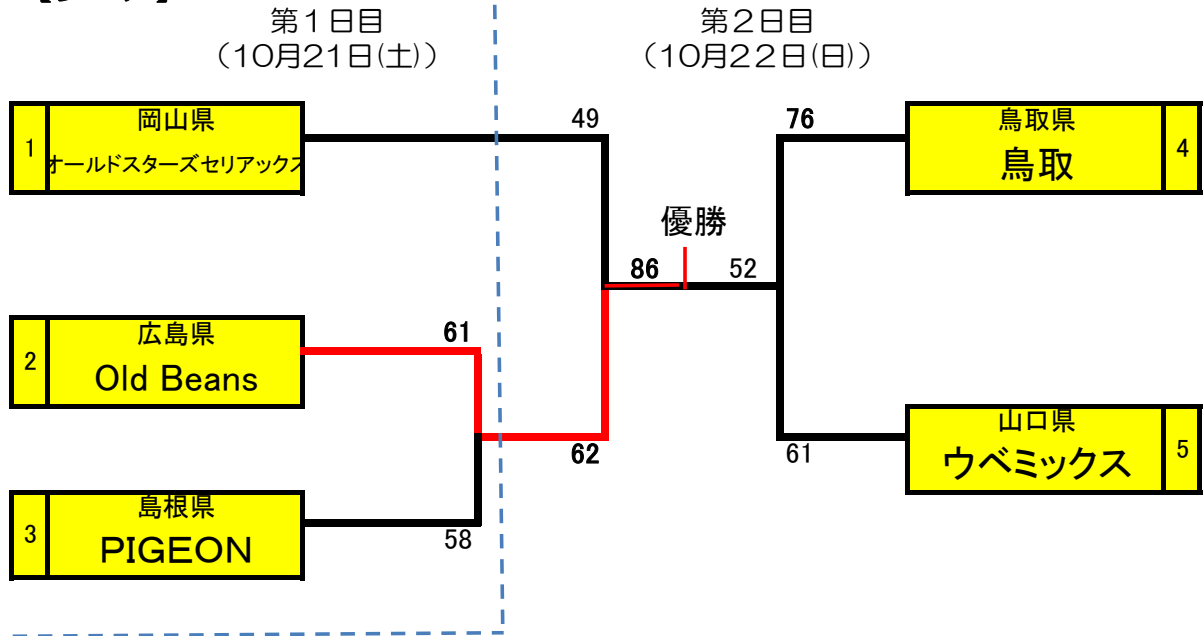 第1日目
(10月21日(土))
第2日目
(10月22日(日))
1
岡山県
オールドスターズセリアックス
49
76
鳥取県
鳥取
4
優勝
86
52
2
広島県
Old Beans
61
62
61
山口県
ウベミックス
5
3
島根県
PIGEON
58